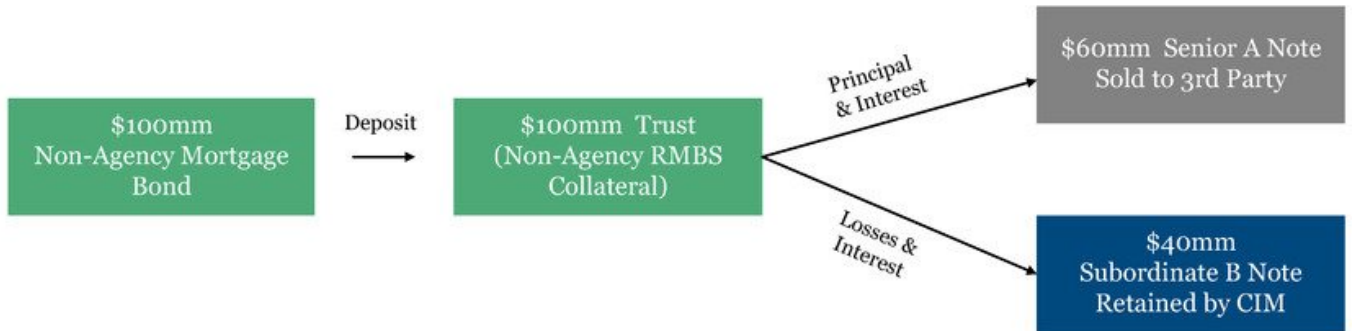 $100mm
Non-Agency Mortgage
Bond
Deposit
$100mm Trust
(Non-Agency RMBS
Collateral)
Principal
& Interest
$60mm Senior A Note
Sold to 3rd Party
Losses &
Interest
$40mm
Subordinate B Note
Retained by CIM